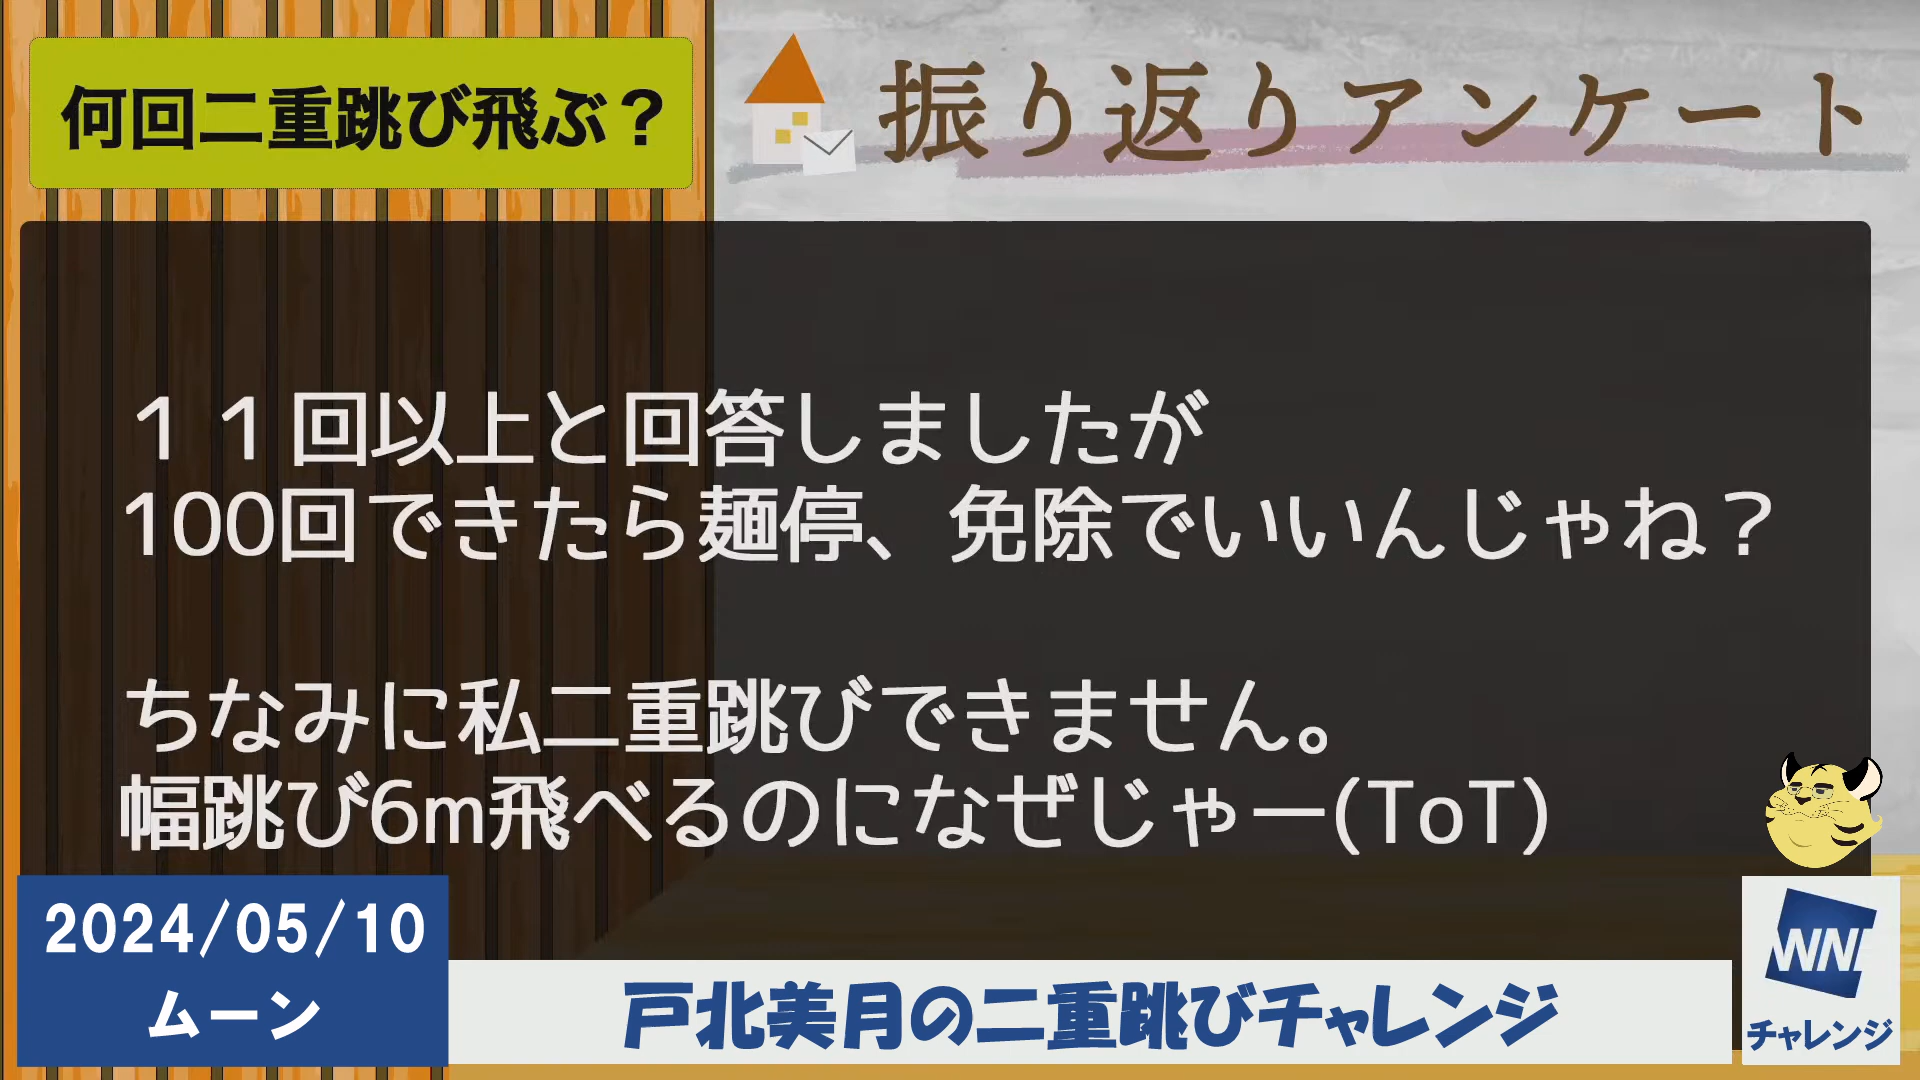 何回二重跳び飛ぶ？
振り返りアンケート
１１回以上と回答しましたが
100回できたら麺停、免除でいいんじゃね？
ちなみに私二重跳びできません。
幅跳び6m飛べるのになぜじゃー(ToT)
2024/05/10
ムーン
戸北美月の二重跳びチャレンジ
WNI
チャレンジ